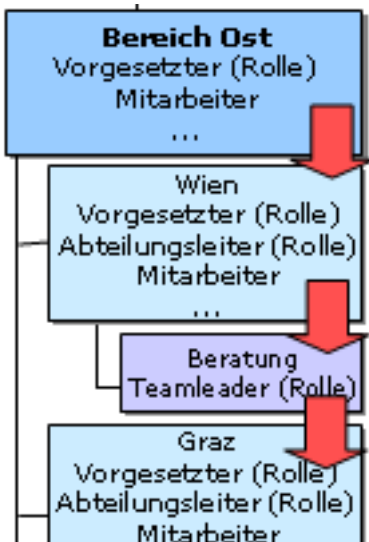 Bereich Ost
Vorgesetzter (Rolle)
Mitarbeiter
...
Wien
Vorgesetzter (Rolle)
Abteilungsleiter (Rolle)
Mitarbeiter
...
Beratung
Teamleader (Rolle)
Graz
Vorgesetzter (Rolle)
Abteilungsleiter (Rolle)
Mitarbeiter